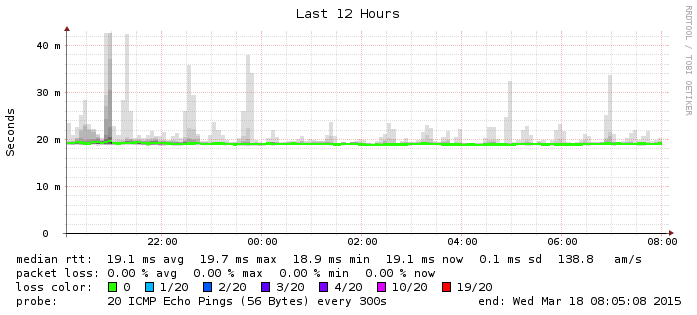 Last 12 Hours
RRDTOOL / TOBI OETIKER
Seconds
40 m
30 m
20 m
10 m
0
22:00 00:00 02:00 04:00 06:00 08:00
median rtt: 19.1 ms avg 19.7 ms max 18.9 ms min 19.1 ms now 0.1 ms sd 138.8 am/s
packet loss: 0.00 % avg 0.00 % max 0.00 % min 0.00 % now
loss color: 0 1/20 2/20 3/20 4/20 10/20 19/20
probe: 20 ICMP Echo Pings (56 Bytes) every 300s end: Wed Mar 18 08:05:08 2015